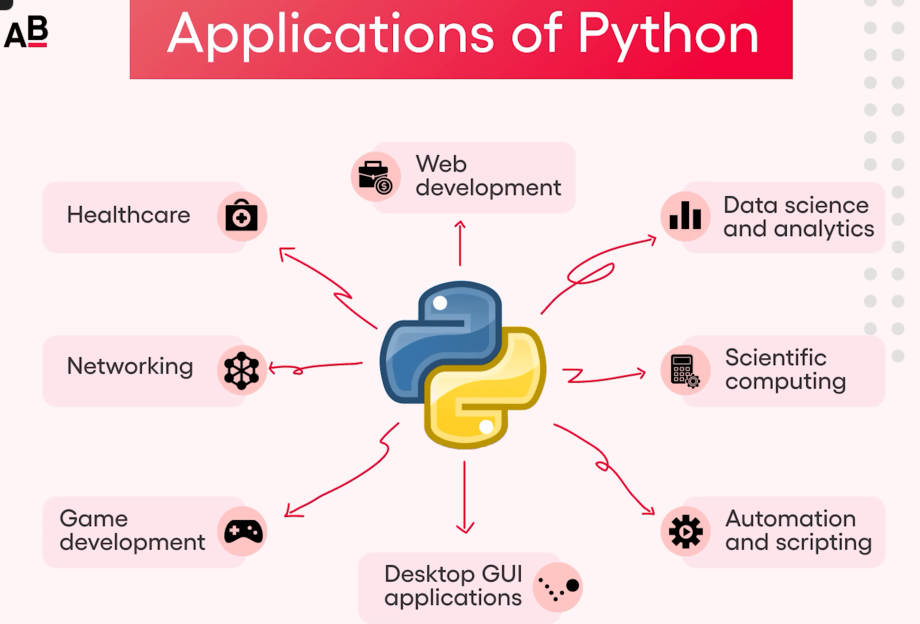 AB
Applications of Python
Web
development
Healthcare
Data science
and analytics
Networking
Scientific
computing
Game
development
Automation
and scripting
Desktop GUI
applications